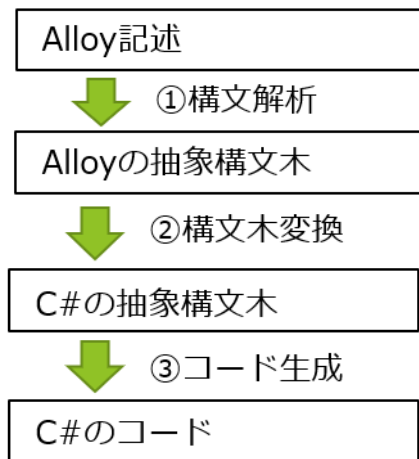 Alloy記述
①構文解析
Alloyの抽象構文木
②構文木変換
C#の抽象構文木
③コード生成
C#のコード